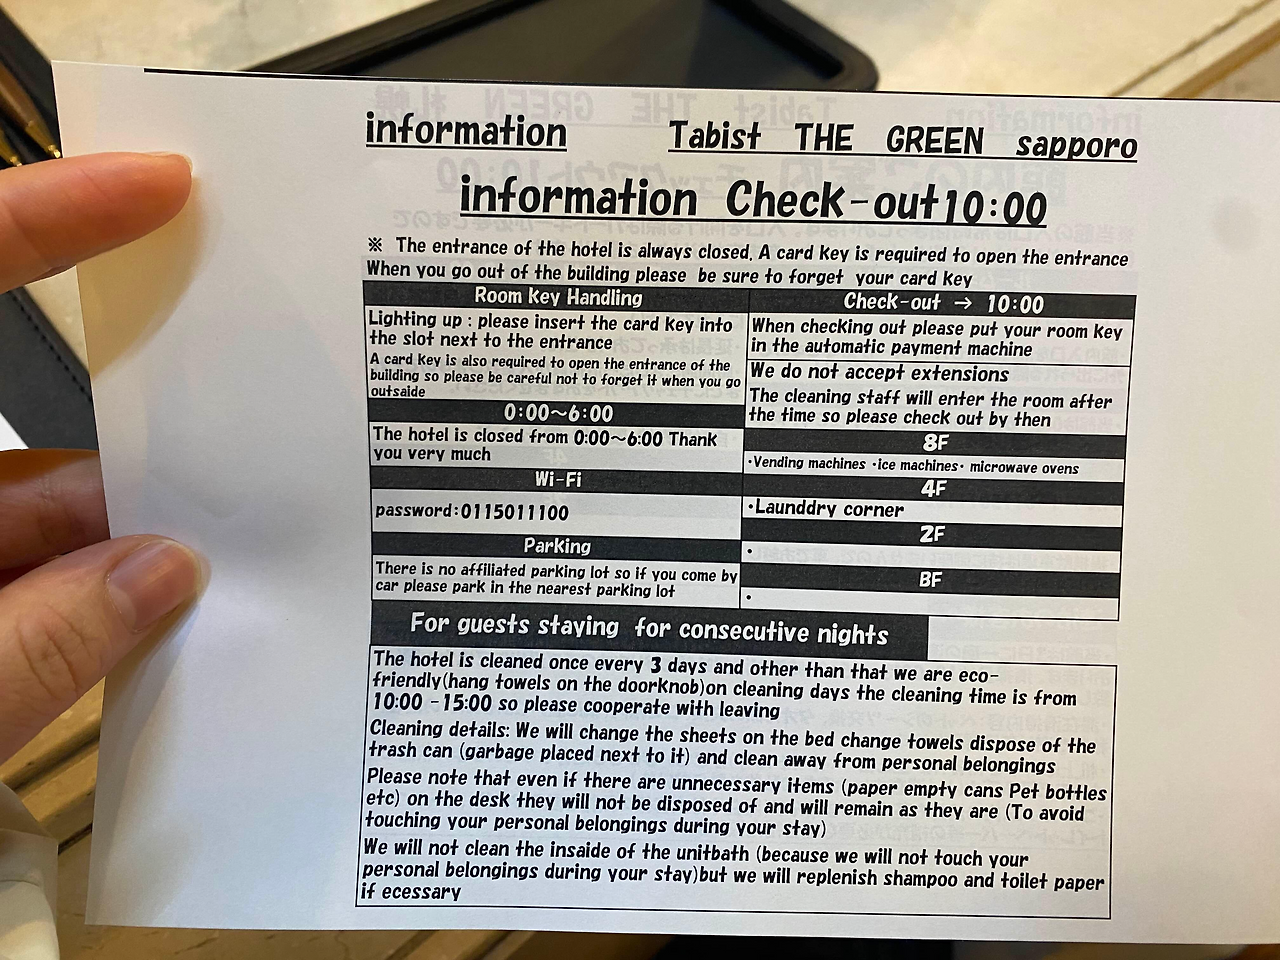 information Tabist THE GREEN sapporo
information Check-out10:00
※ The entrance of the hotel is always closed. A card Key is required to open the entrance
When you go out of the building please be sure to forget your card key
Room Key Handling
Lighting up : please insert the card key into
the slot next to the entrance
A card Key is also required to open the entrance of the
building so please be careful not to forget it when you go
outsaide
0:00～6:00
The hotel is closed from 0:00～6:00 Thank
you very much
Wi-Fi
password:0115011100
Parking
There is no affiliated parking lot so if you come by
car please park in the nearest parking lot
Check-out → 10:00
When checking out please put your room key
in the automatic payment machine
We do not accept extensions
The cleaning staff will enter the room after
the time so please check out by then
8F
・Vending machines ・ice machines・ microwave ovens
4F
・Launddry corner
2F
・
BF
・
For guests staying for consecutive nights
The hotel is cleaned once every 3 days and other than that we are eco-
friendly(hang towels on the doorknob)on cleaning days the cleaning time is from
10:00 -15:00 so please cooperate with leaving
Cleaning details: We will change the sheets on the bed change towels dispose of the
trash can (garbage placed next to it) and clean away from personal belongings
Please note that even if there are unnecessary items (paper empty cans Pet bottles
etc) on the desk they will not be disposed of and will remain as they are (To avoid
touching your personal belongings during your stay)
We will not clean the insaide of the unitbath (because we will not touch your
personal belongings during your stay)but we will replenish shampoo and toilet paper
if ecessary